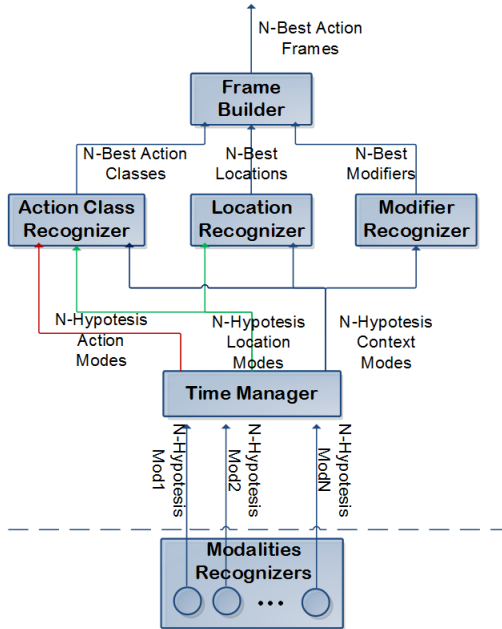 N-Best Action
Frames
Frame
Builder
N-Best Action
Classes
N-Best
Locations
N-Best
Modifiers
Action Class
Recognizer
Location
Recognizer
Modifier
Recognizer
N-Hypotesis
Action
Modes
N-Hypotesis
Location
Modes
N-Hypotesis
Context
Modes
Time Manager
N-Hypotesis
Mod1
N-Hypotesis
Mod2
N-Hypotesis
ModN
Modalities
Recognizers
...